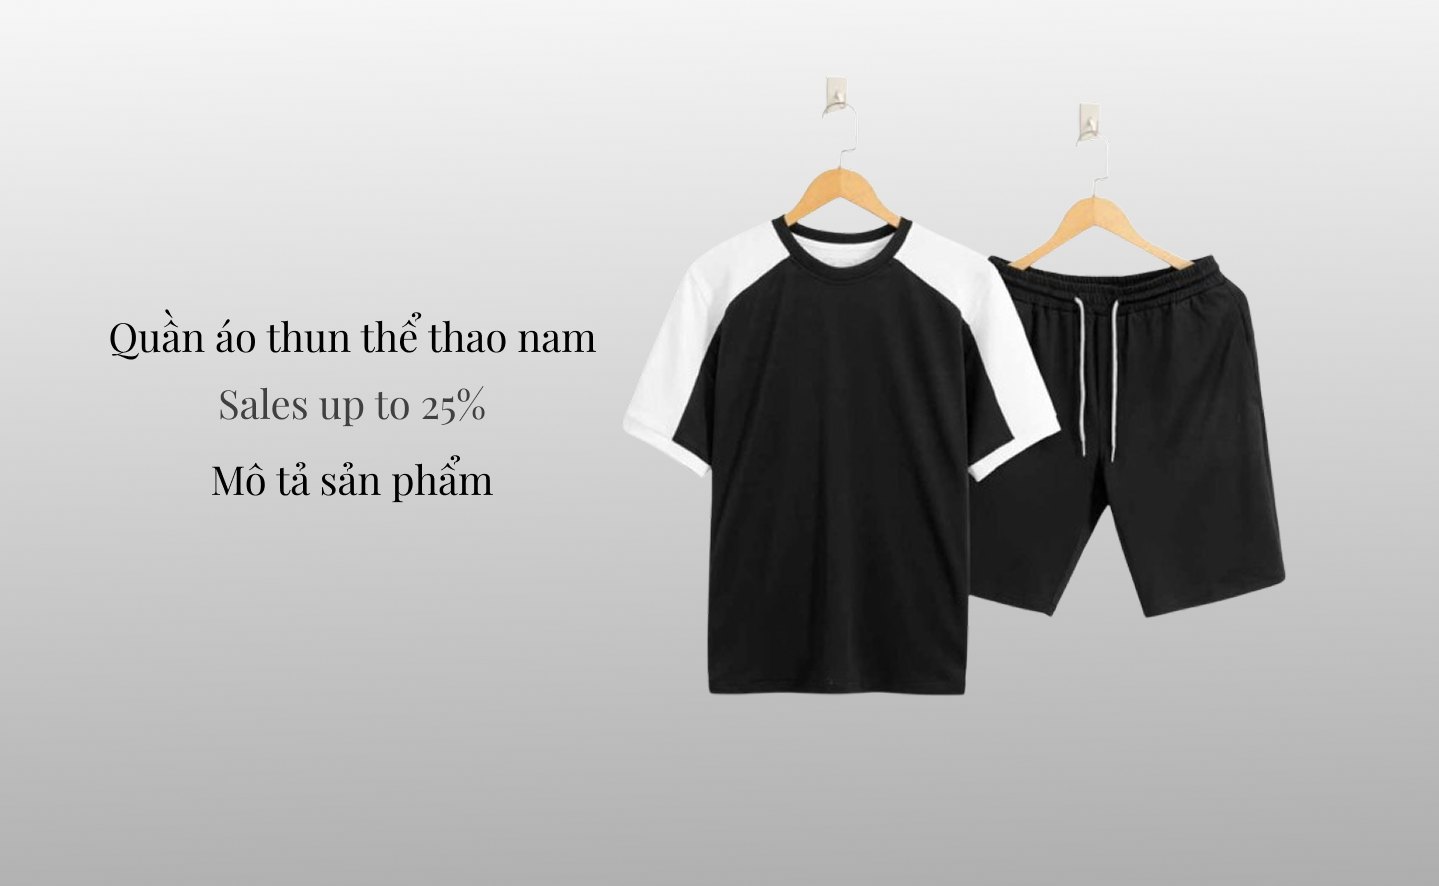 Quần áo thun thể thao nam
Sales up to 25%
Mô tả sản phẩm